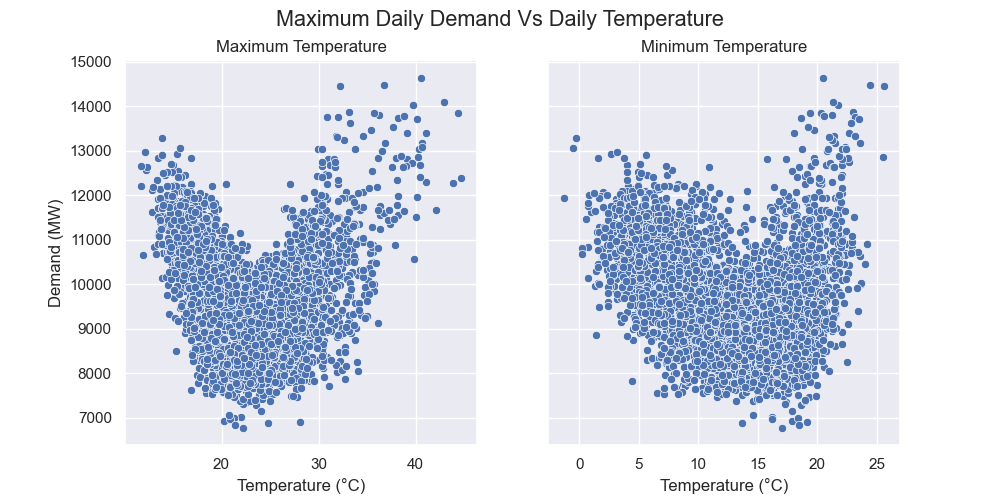 Maximum Daily Demand Vs Daily Temperature
Maximum Temperature
Minimum Temperature
15000
14000
13000
12000
11000
10000
9000
8000
7000
Demand (MW)
20 30 40
0 5 10 15 20 25
Temperature (°C)
Temperature (°C)